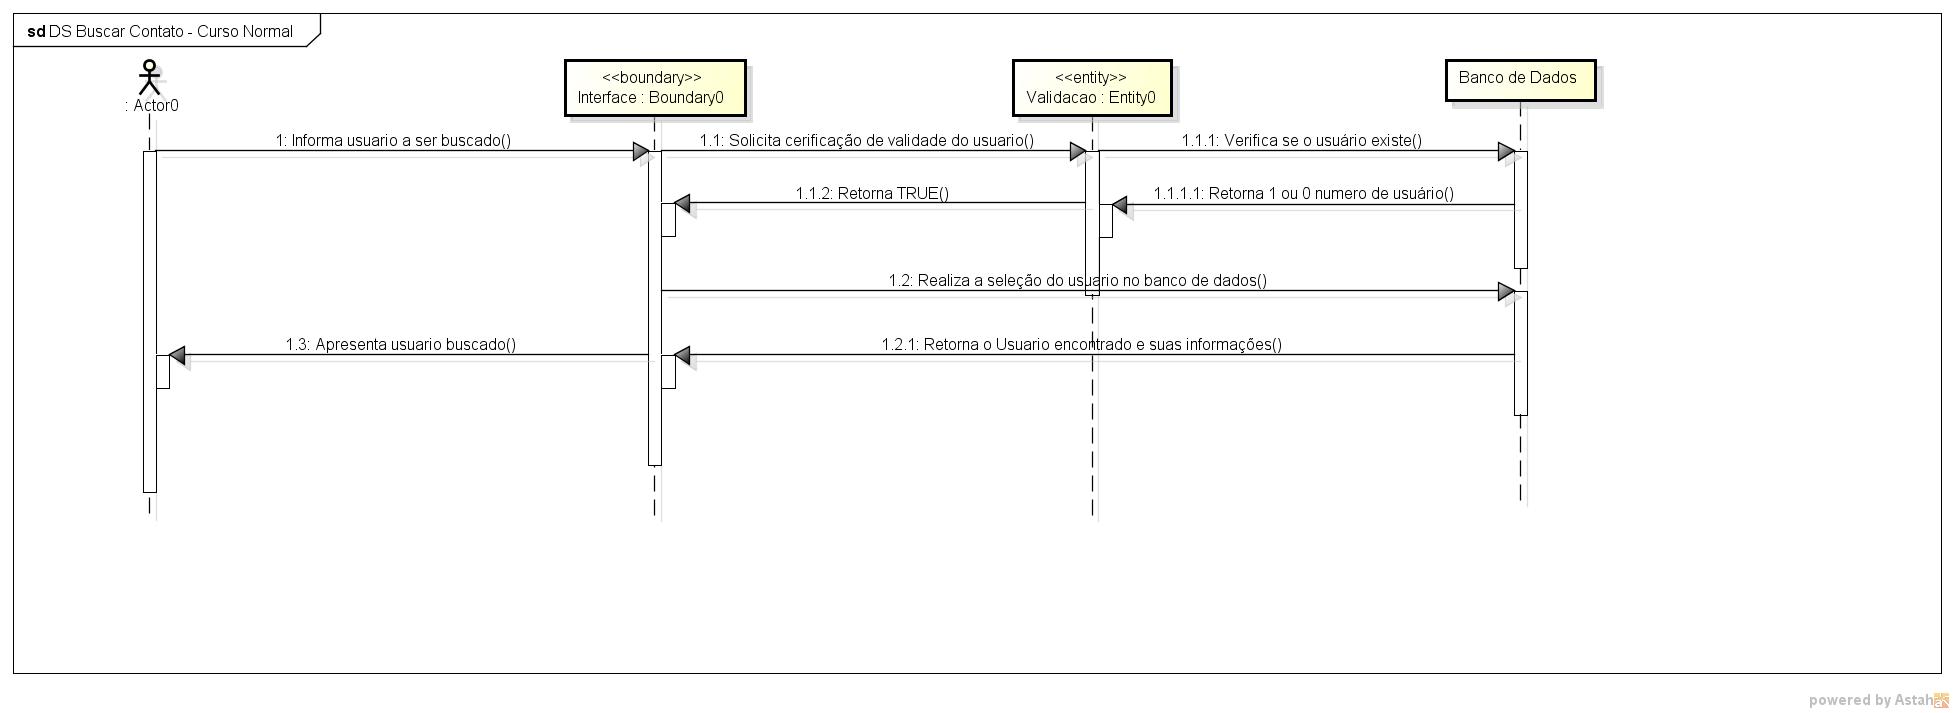 sd DS Buscar Contato - Curso Normal
: Actor0
<<boundary>>
Interface : Boundary0
<<entity>>
Validacao : Entity0
Banco de Dados
1: Informa usuario a ser buscado()
1.1: Solicita cerificação de validade do usuario()
1.1.1: Verifica se o usuário existe()
1.1.2: Retorna TRUE()
1.1.1.1: Retorna 1 ou 0 numero de usuário()
1.2: Realiza a seleção do usuario no banco de dados()
1.3: Apresenta usuario buscado()
1.2.1: Retorna o Usuario encontrado e suas informações()
powered by Astah